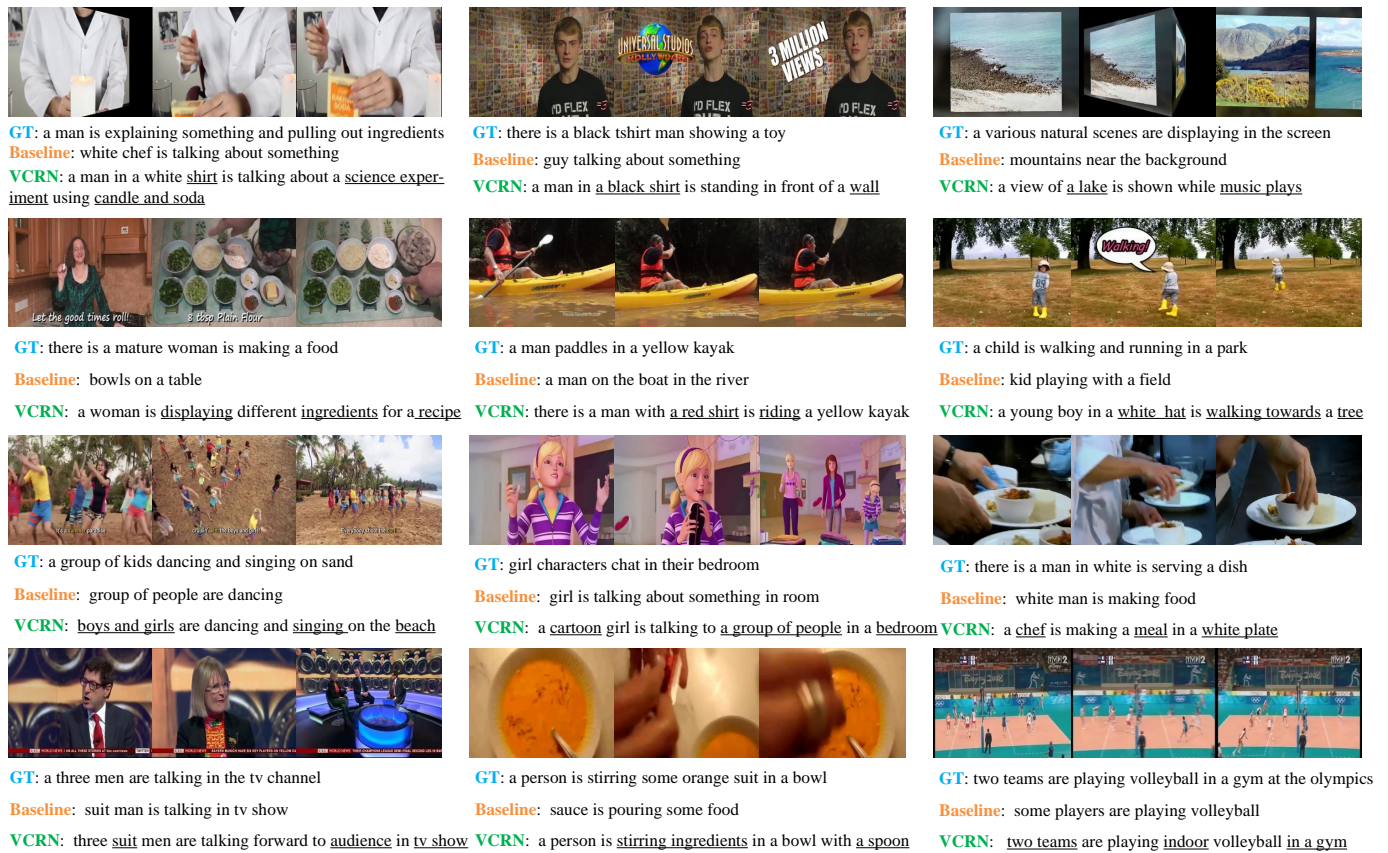 BAKING
SODA
I'D FLEX
=3
UNIVERSAL STUDIOS
HOLLYWOOD
I'D FLEX
=3
3 MILLION
VIEWS
I'D FLEX
=3
GT: a man is explaining something and pulling out ingredients
Baseline: white chef is talking about something
VCRN: a man in a white shirt is talking about a science exper-
iment using candle and soda
GT: there is a black tshirt man showing a toy
Baseline: guy talking about something
VCRN: a man in a black shirt is standing in front of a wall
GT: a various natural scenes are displaying in the screen
Baseline: mountains near the background
VCRN: a view of a lake is shown while music plays
Let the good times roll!
3 tbsp Plain Flour
Walking!
GT: there is a mature woman is making a food
Baseline: bowls on a table
VCRN: a woman is displaying different ingredients for a recipe
GT: a man paddles in a yellow kayak
Baseline: a man on the boat in the river
VCRN: there is a man with a red shirt is riding a yellow kayak
GT: a child is walking and running in a park
Baseline: kid playing with a field
VCRN: a young boy in a white hat is walking towards a tree
GT: a group of kids dancing and singing on sand
Baseline: group of people are dancing
VCRN: boys and girls are dancing and singing on the beach
GT: girl characters chat in their bedroom
Baseline: girl is talking about something in room
VCRN: a cartoon girl is talking to a group of people in a bedroom
GT: there is a man in white is serving a dish
Baseline: white man is making food
VCRN: a chef is making a meal in a white plate
Beijing 2008
GT: a three men are talking in the tv channel
Baseline: suit man is talking in tv show
VCRN: three suit men are talking forward to audience in tv show
GT: a person is stirring some orange suit in a bowl
Baseline: sauce is pouring some food
VCRN: a person is stirring ingredients in a bowl with a spoon
GT: two teams are playing volleyball in a gym at the olympics
Baseline: some players are playing volleyball
VCRN: two teams are playing indoor volleyball in a gym